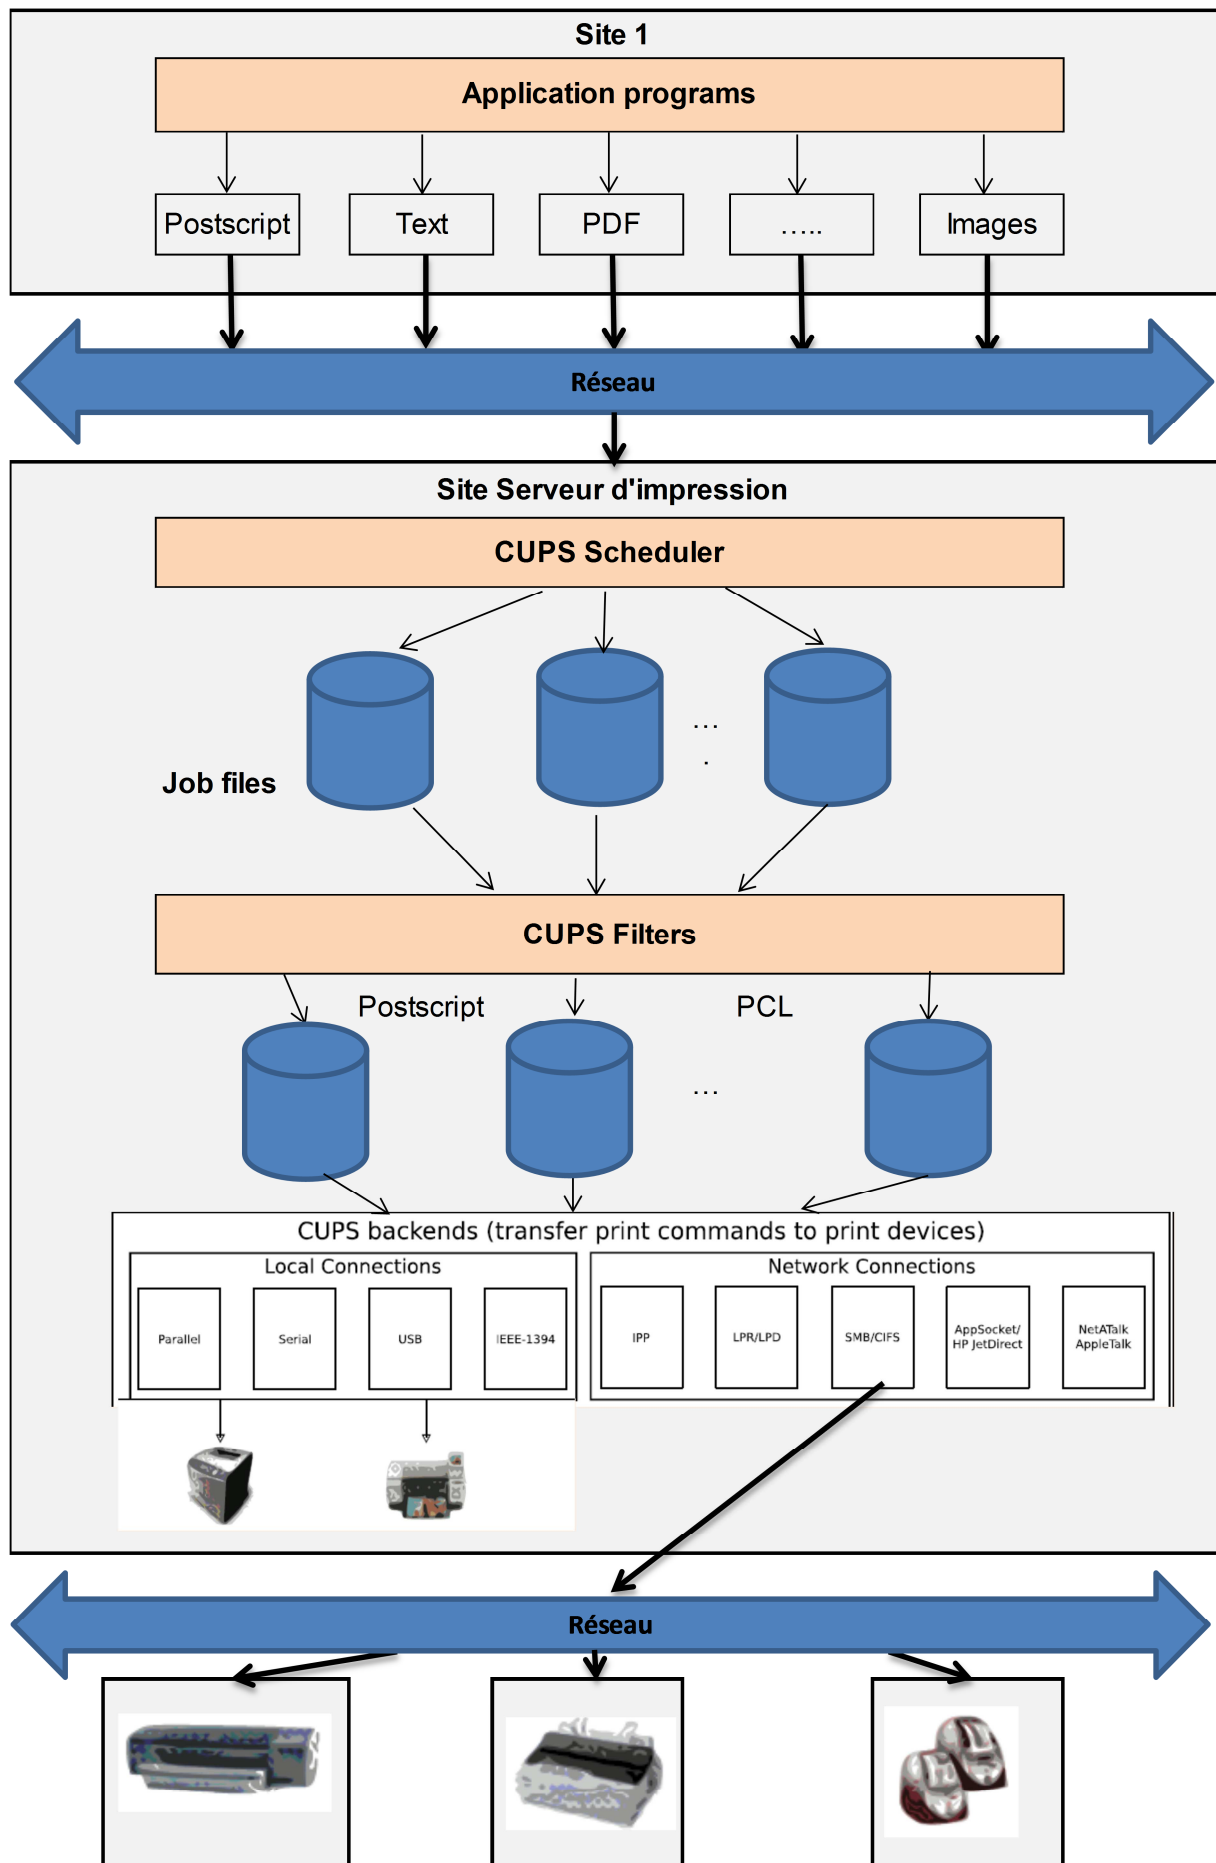 Site 1
Application programs
Postscript
Text
PDF
.....
Images
Réseau
Site Serveur d'impression
CUPS Scheduler
...
.
Job files
CUPS Filters
Postscript
PCL
...
CUPS backends (transfer print commands to print devices)
Local Connections
Network Connections
Parallel
Serial
USB
IEEE-1394
IPP
LPR/LPD
SMB/CIFS
AppSocket/
HP JetDirect
NetATalk
AppleTalk
Réseau